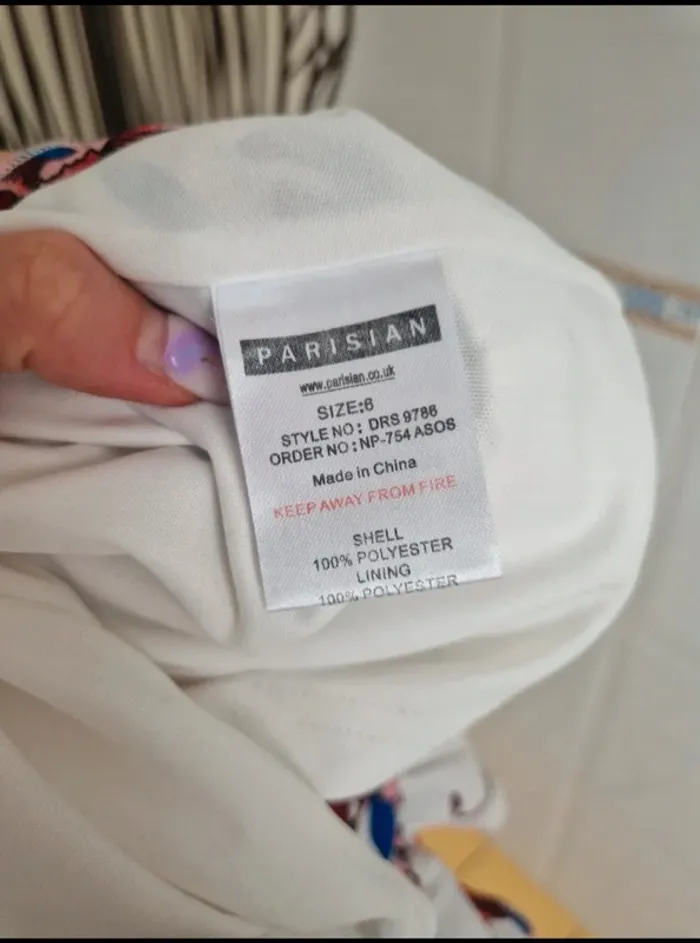 PARISIAN
www.parisian.co.uk
SIZE:6
STYLE NO: DRS 9786
ORDER NO:NP-754 ASOS
Made in China
KEEP AWAY FROM FIRE
SHELL
100% POLYESTER
LINING
100% POLYESTER